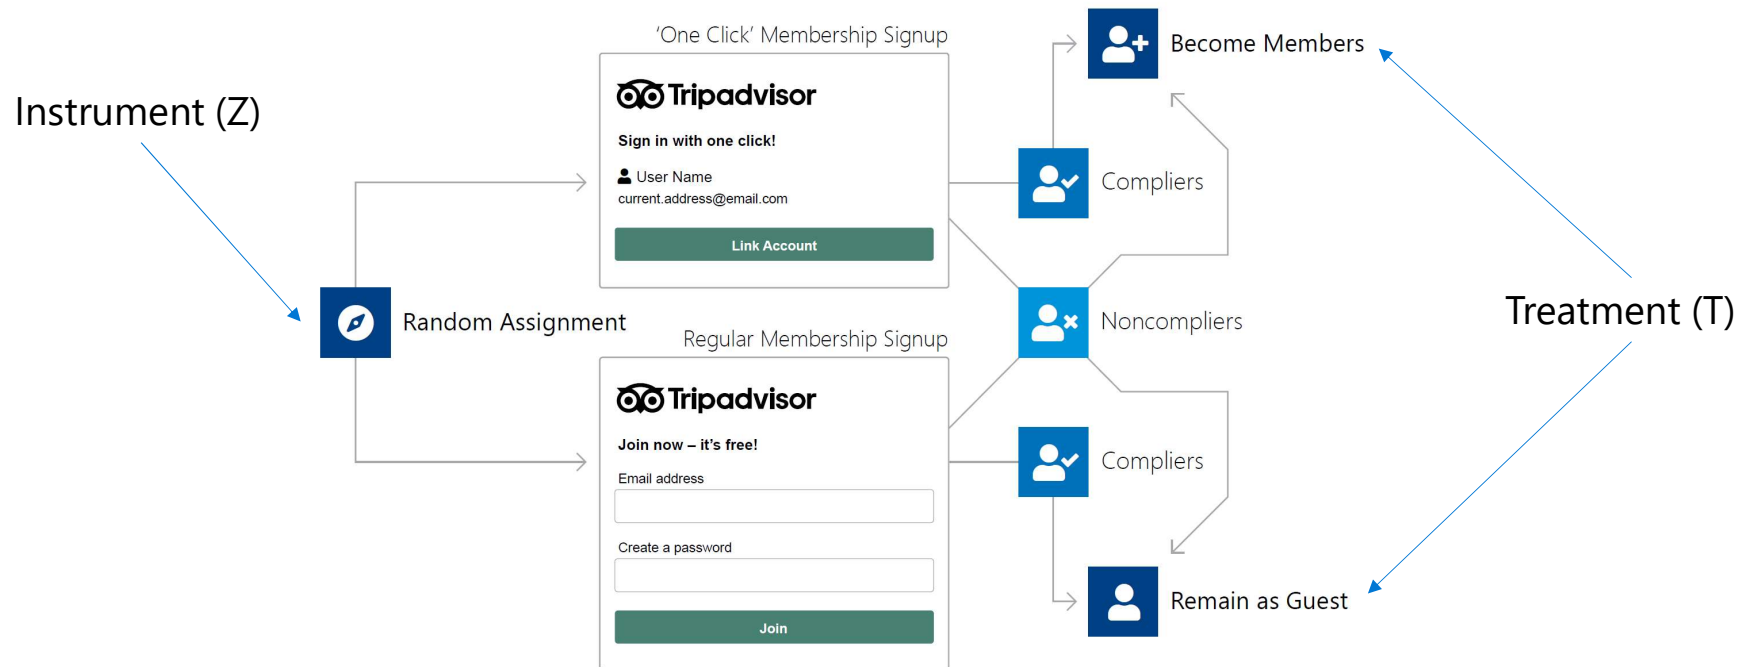 Instrument (Z)
'One Click' Membership Signup
Tripadvisor
Sign in with one click!
User Name
current.address@email.com
Link Account
Random Assignment
Regular Membership Signup
Tripadvisor
Join now – it's free!
Email address
Create a password
Join
Become Members
Compliers
Noncompliers
Compliers
Remain as Guest
Treatment (T)